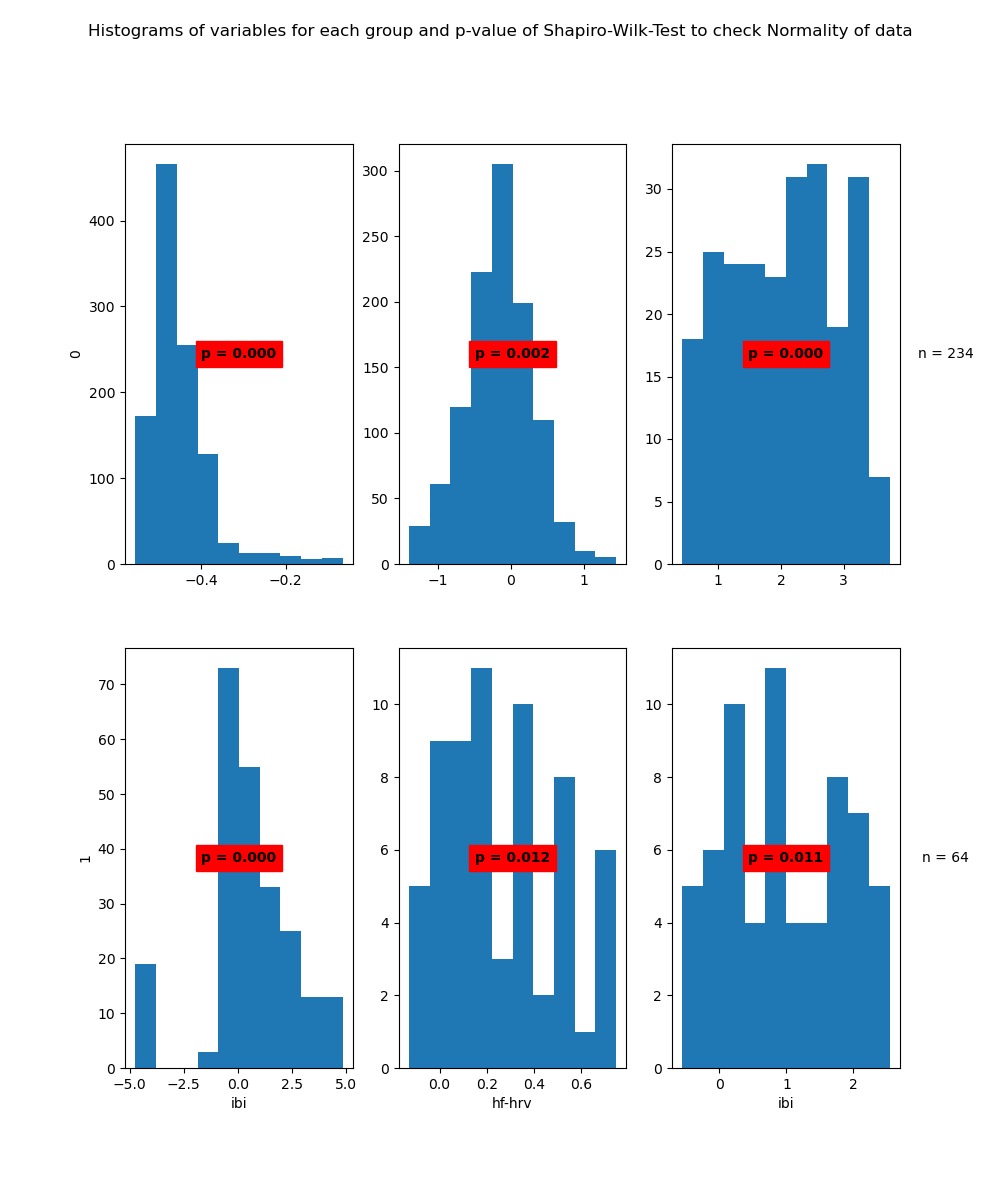 Histograms of variables for each group and p-value of Shapiro-Wilk-Test to check Normality of data
0
400
300
200
100
0
p = 0.000
−0.4 −0.2
300
250
200
150
100
50
0
p = 0.002
−1 0 1
30
25
20
15
10
5
0
p = 0.000
1 2 3
n = 234
1
70
60
50
40
30
20
10
0
p = 0.000
−5.0 −2.5 0.0 2.5 5.0
ibi
10
8
6
4
2
0
p = 0.012
0.0 0.2 0.4 0.6
hf-hrv
10
8
6
4
2
0
p = 0.011
0 1 2
ibi
n = 64